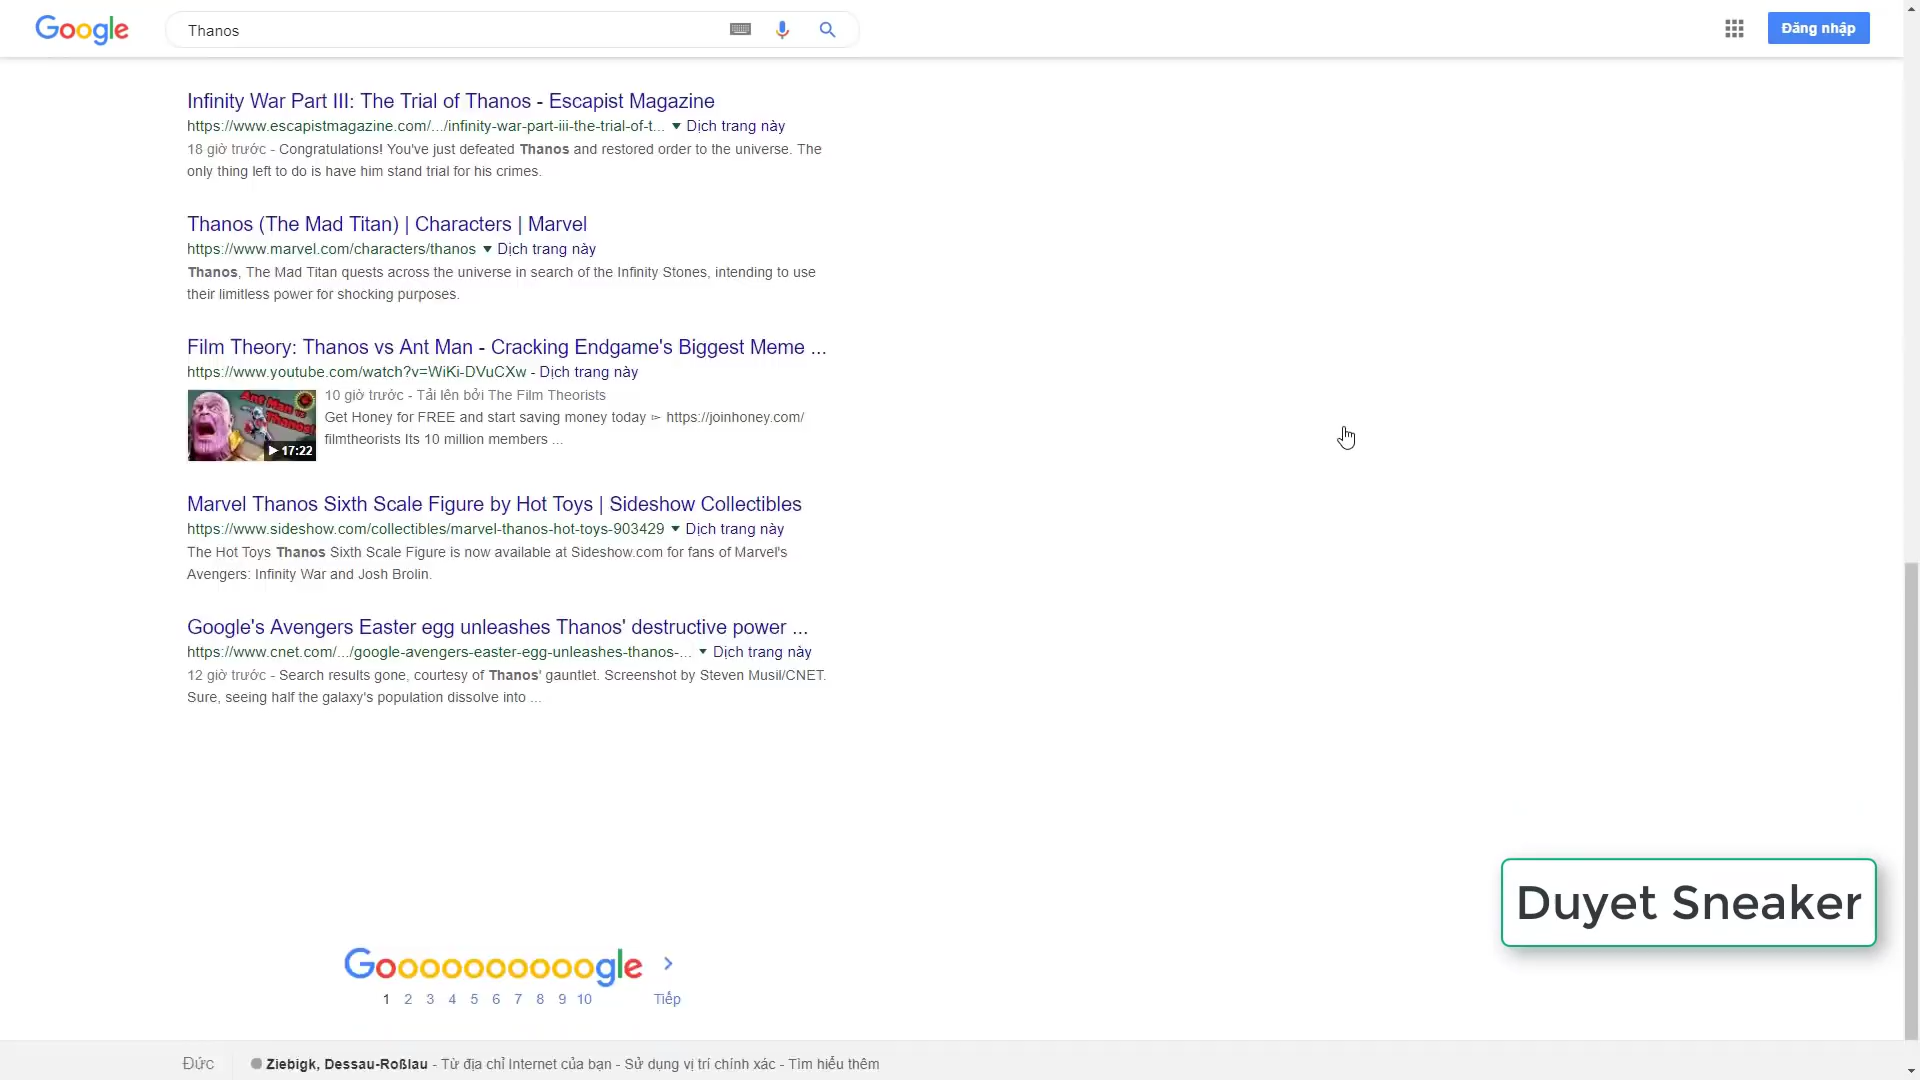 Google
Thanos
Đăng nhập
Infinity War Part III: The Trial of Thanos - Escapist Magazine
https://www.escapistmagazine.com/.../infinity-war-part-iii-the-trial-of-t... ▼ Dịch trang này
18 giờ trước - Congratulations! You've just defeated Thanos and restored order to the universe. The
only thing left to do is have him stand trial for his crimes.
Thanos (The Mad Titan) | Characters | Marvel
https://www.marvel.com/characters/thanos ▼ Dịch trang này
Thanos, The Mad Titan quests across the universe in search of the Infinity Stones, intending to use
their limitless power for shocking purposes.
Film Theory: Thanos vs Ant Man - Cracking Endgame's Biggest Meme ...
https://www.youtube.com/watch?v=WiKi-DVuCXw - Dịch trang này
Ant Man vs
Thanos!
17:22
10 giờ trước - Tải lên bởi The Film Theorists
Get Honey for FREE and start saving money today ➣ https://joinhoney.com/
filmtheorists Its 10 million members ...
Marvel Thanos Sixth Scale Figure by Hot Toys | Sideshow Collectibles
https://www.sideshow.com/collectibles/marvel-thanos-hot-toys-903429 ▼ Dịch trang này
The Hot Toys Thanos Sixth Scale Figure is now available at Sideshow.com for fans of Marvel's
Avengers: Infinity War and Josh Brolin.
Google's Avengers Easter egg unleashes Thanos' destructive power ...
https://www.cnet.com/.../google-avengers-easter-egg-unleashes-thanos-... ▼ Dịch trang này
12 giờ trước - Search results gone, courtesy of Thanos' gauntlet. Screenshot by Steven Musil/CNET.
Sure, seeing half the galaxy's population dissolve into ...
Duyet Sneaker
Goooooooooogle >
1 2 3 4 5 6 7 8 9 10 Tiếp
Đức
Ziebigk, Dessau-Roßlau - Từ địa chỉ Internet của bạn - Sử dụng vị trí chính xác - Tìm hiểu thêm